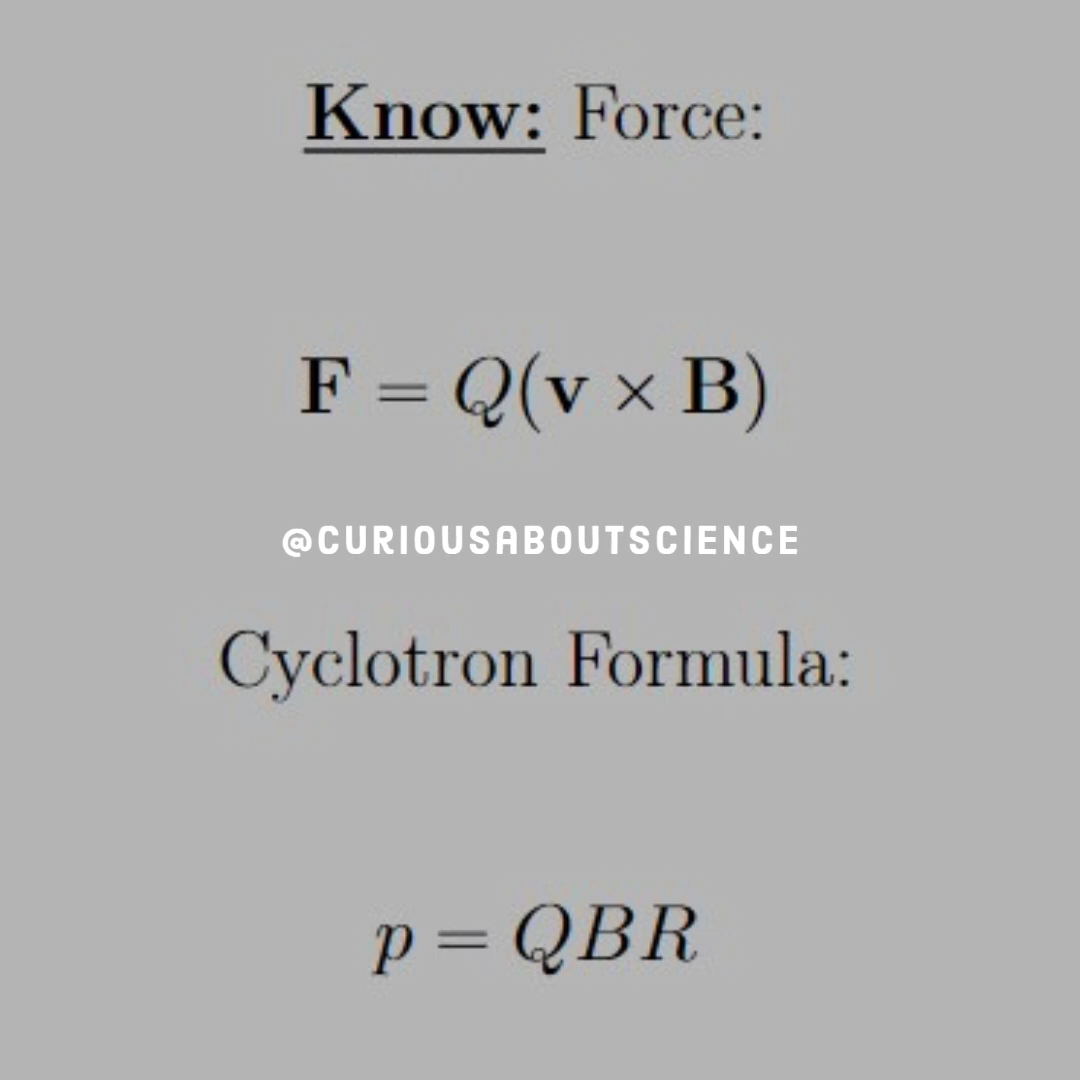 Know: Force:
F = Q(v × B)
@CURIOUSABOUTSCIENCE
Cyclotron Formula:
p = QBR